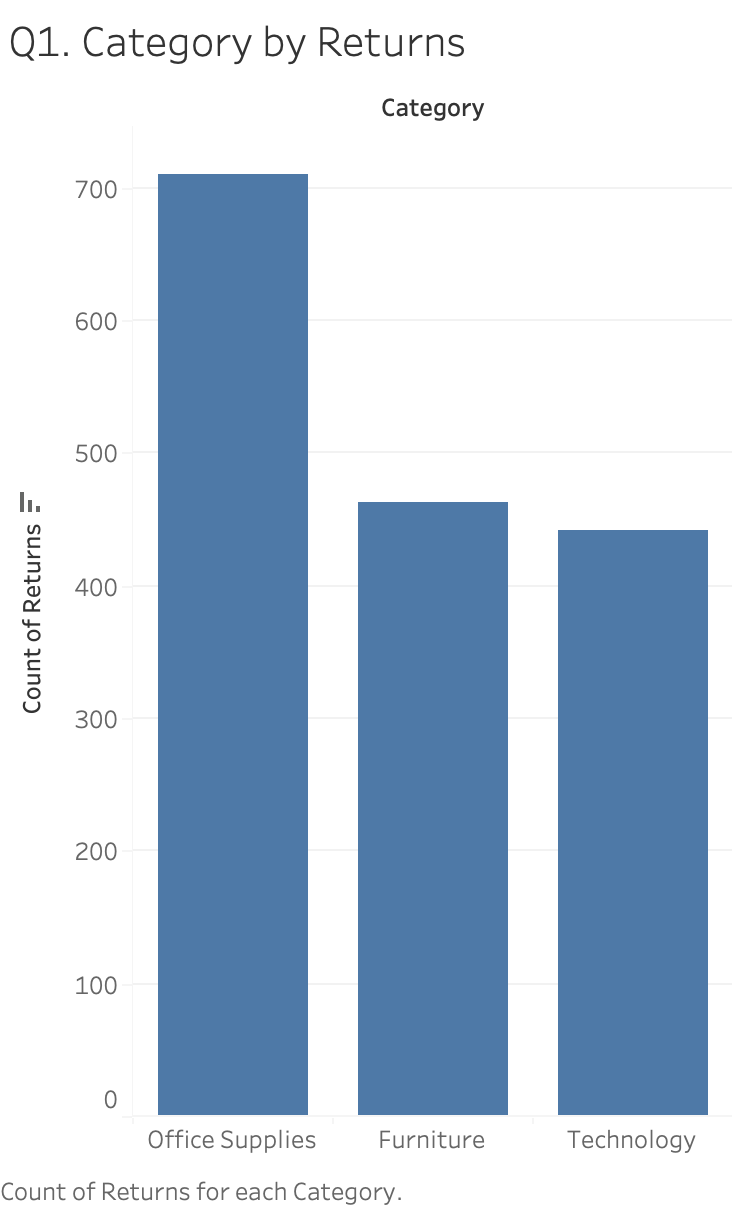 Q1. Category by Returns
Category
700
600
500
400
300
200
100
0
Count of Returns
Office Supplies Furniture Technology
Count of Returns for each Category.